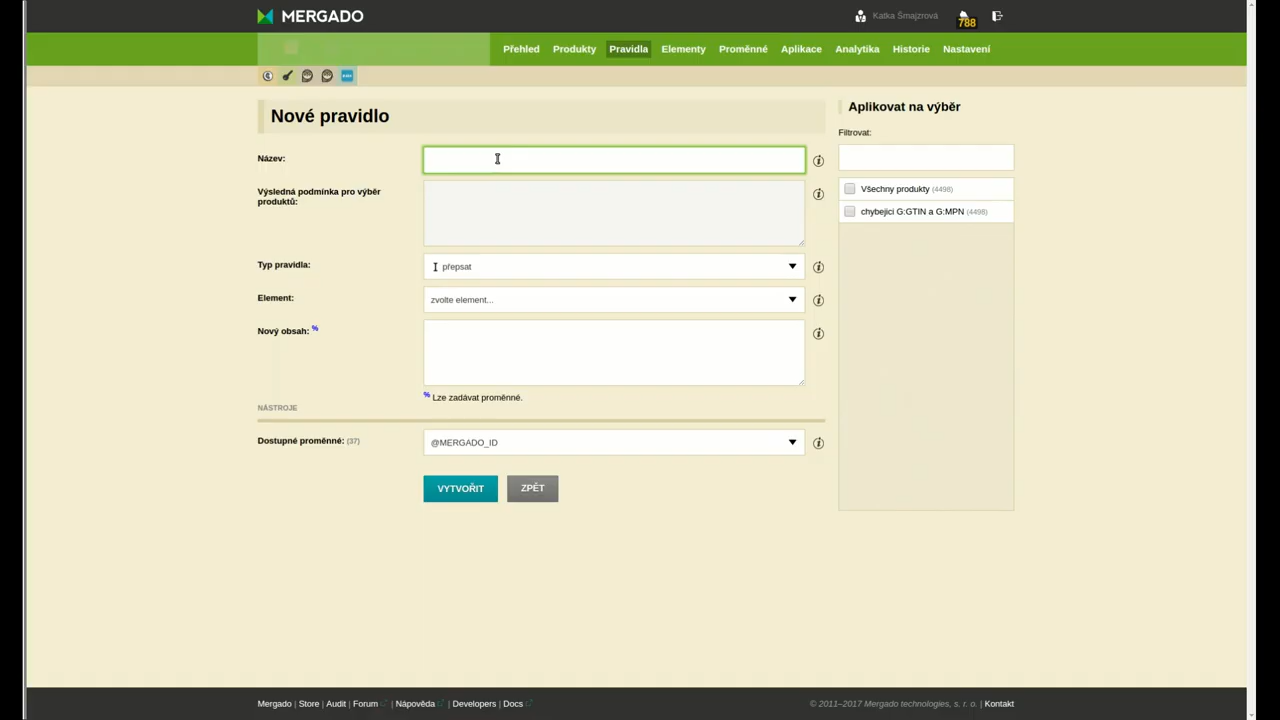 MERGADO
Katka Šmajzrová
788
Přehled
Produkty
Pravidla
Elementy
Proměnné
Aplikace
Analytika
Historie
Nastavení
Nové pravidlo
Název:
Výsledná podmínka pro výběr
produktů:
Typ pravidla:
přepsat
Element:
zvolte element...
Nový obsah: %
% Lze zadávat proměnné.
NÁSTROJE
Dostupné proměnné: (37)
@MERGADO_ID
VYTVOŘIT
ZPĚT
Aplikovat na výběr
Filtrovat:
Všechny produkty (4498)
chybejici G:GTIN a G:MPN (4498)
Mergado | Store | Audit | Forum | Nápověda | Developers | Docs
© 2011–2017 Mergado technologies, s. r. o. | Kontakt